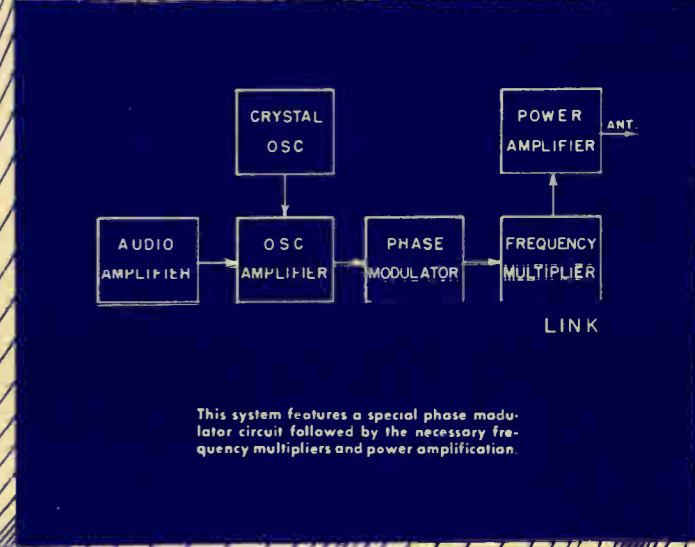 CRYSTAL
OSC
POWER
AMPLIFIER
ANT.
AUDIO
AMPLIFIER
OSC
AMPLIFIER
PHASE
MODULATOR
FREQUENCY
MULTIPLIER
LINK
This system features a special phase modu-
lator circuit followed by the necessary fre-
quency multipliers and power amplification.